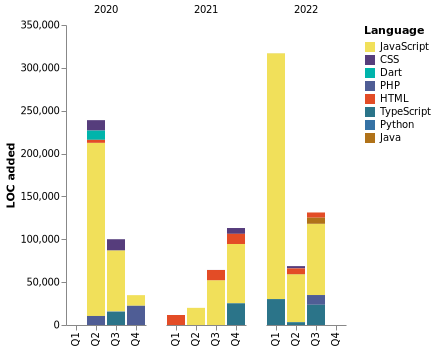 2020 2021 2022
LOC added
350,000
300,000
250,000
200,000
150,000
100,000
50,000
0
Q1 Q2 Q3 Q4 Q1 Q2 Q3 Q4 Q1 Q2 Q3 Q4
Language
JavaScript
CSS
Dart
PHP
HTML
TypeScript
Python
Java